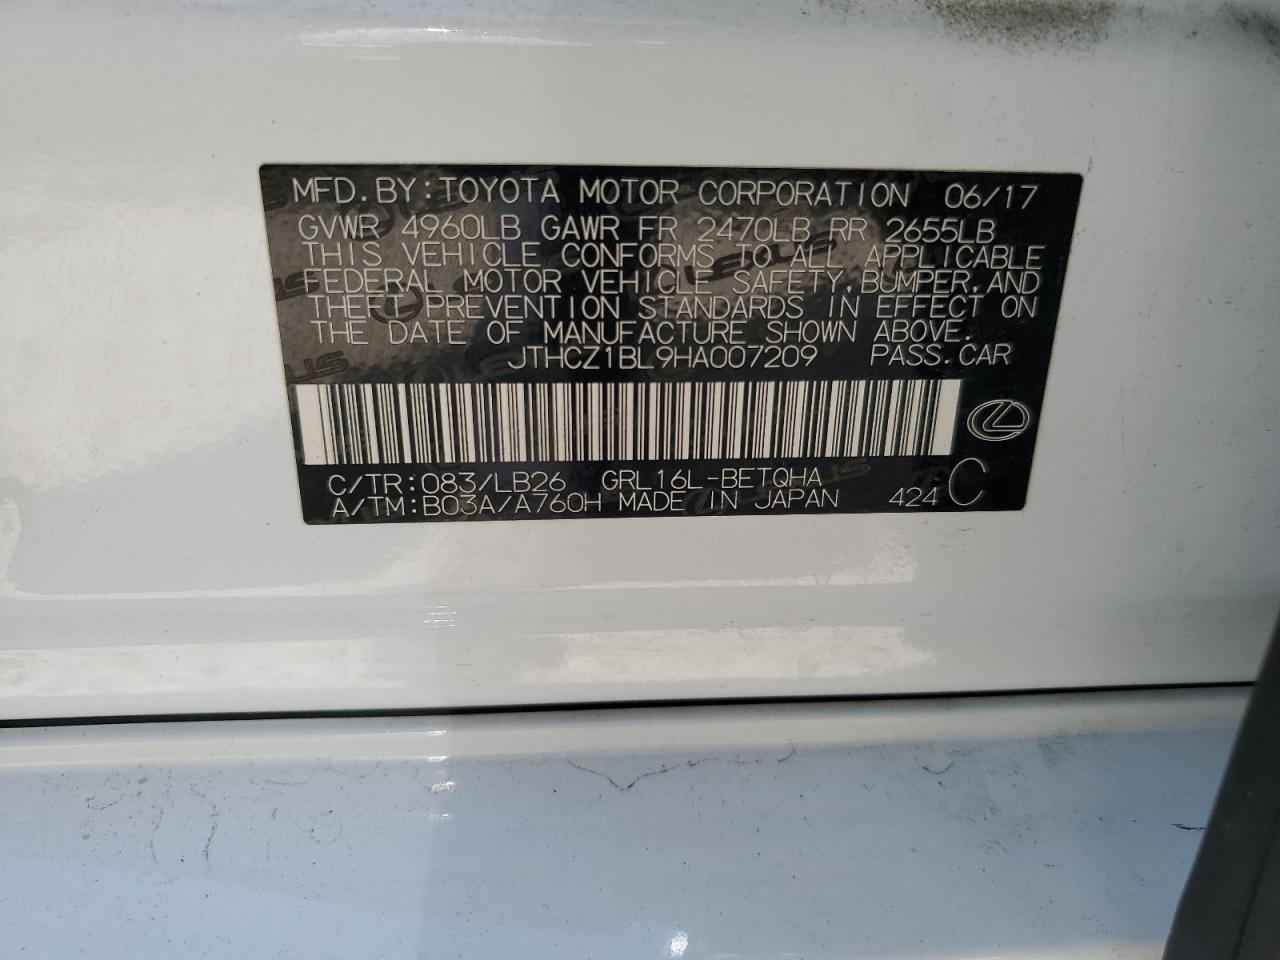 MFD. BY: TOYOTA MOTOR CORPORATION 06/17
GVWR 4960LB GAWR FR 2470LB RR 2655LB
THIS VEHICLE CONFORMS TO ALL APPLICABLE
FEDERAL MOTOR VEHICLE SAFETY, BUMPER, AND
THEFT PREVENTION STANDARDS IN EFFECT ON
THE DATE OF MANUFACTURE SHOWN ABOVE.
JTHCZ1BL9HA007209 PASS. CAR
C/TR: 083/LB26 GRL16L-BETQHA
A/TM: B03A/A760H MADE IN JAPAN 424 C